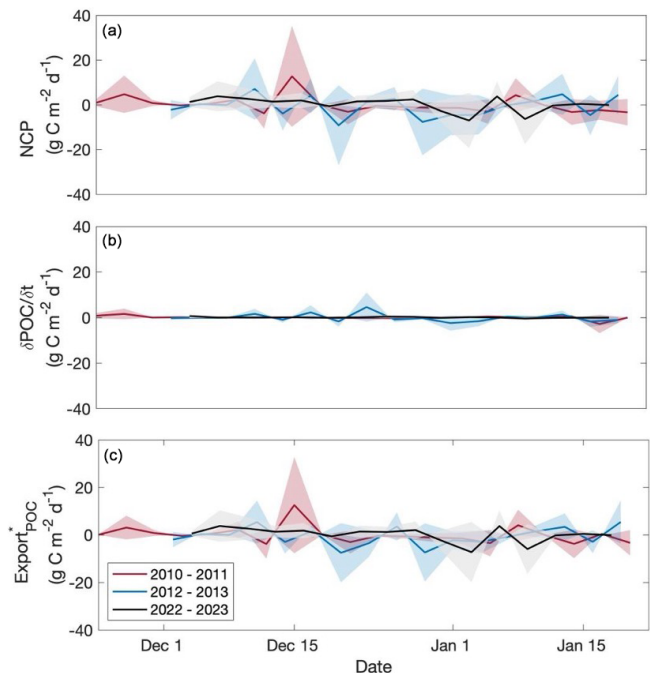 (a)
40
20
0
-20
-40
NCP
(g C m⁻² d⁻¹)
(b)
40
20
0
-20
-40
δPOC/δt
(g C m⁻² d⁻¹)
(c)
40
20
0
-20
-40
Export*POC
(g C m⁻² d⁻¹)
2010 - 2011
2012 - 2013
2022 - 2023
Dec 1
Dec 15
Jan 1
Jan 15
Date